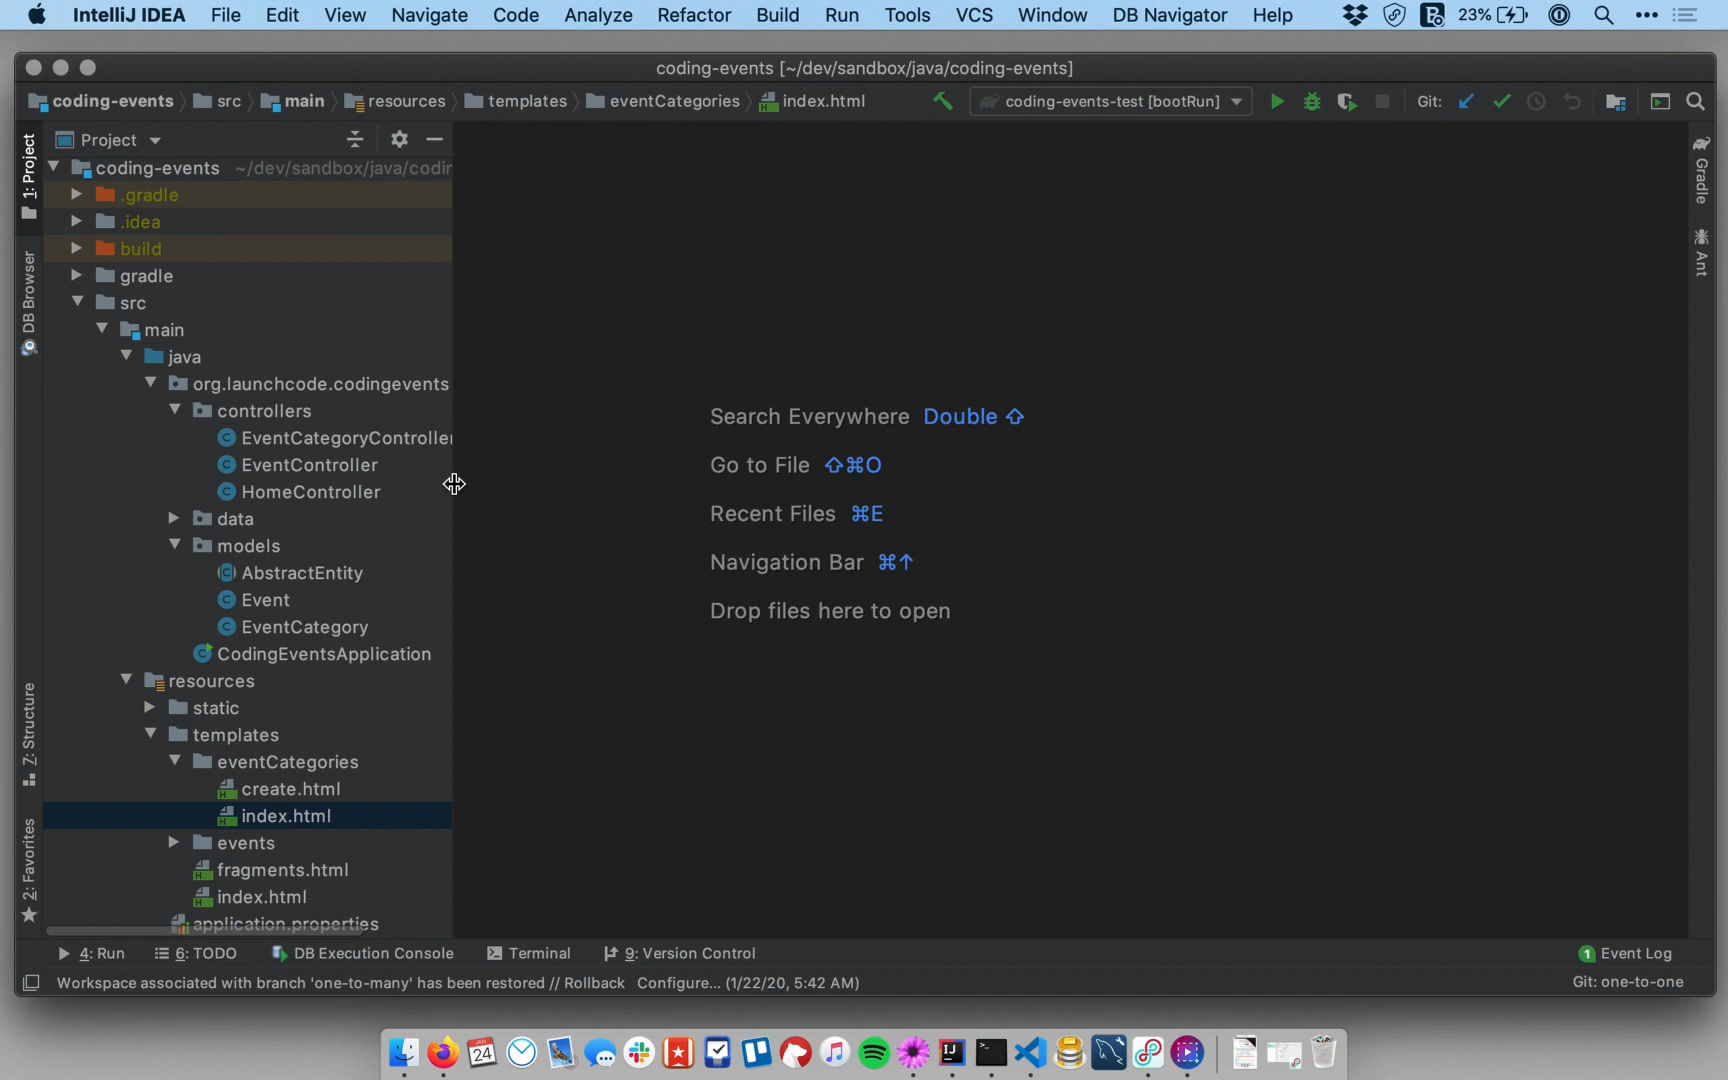 IntelliJ IDEA File Edit View Navigate Code Analyze Refactor Build Run Tools VCS Window DB Navigator Help 23%
coding-events [~/dev/sandbox/java/coding-events]
coding-events src main resources templates eventCategories index.html coding-events-test [bootRun] Git:
Project
1: Project
DB Browser
7: Structure
2: Favorites
coding-events ~/dev/sandbox/java/codin
.gradle
.idea
build
gradle
src
main
java
org.launchcode.codingevents
controllers
EventCategoryController
EventController
HomeController
data
models
AbstractEntity
Event
EventCategory
CodingEventsApplication
resources
static
templates
eventCategories
create.html
index.html
events
fragments.html
index.html
application.properties
Search Everywhere Double ⇧
Go to File ⇧⌘O
Recent Files ⌘E
Navigation Bar ⌘↑
Drop files here to open
Gradle
Ant
4: Run 6: TODO DB Execution Console Terminal 9: Version Control 1 Event Log
Workspace associated with branch 'one-to-many' has been restored // Rollback Configure... (1/22/20, 5:42 AM) Git: one-to-one
JAN
24
IJ